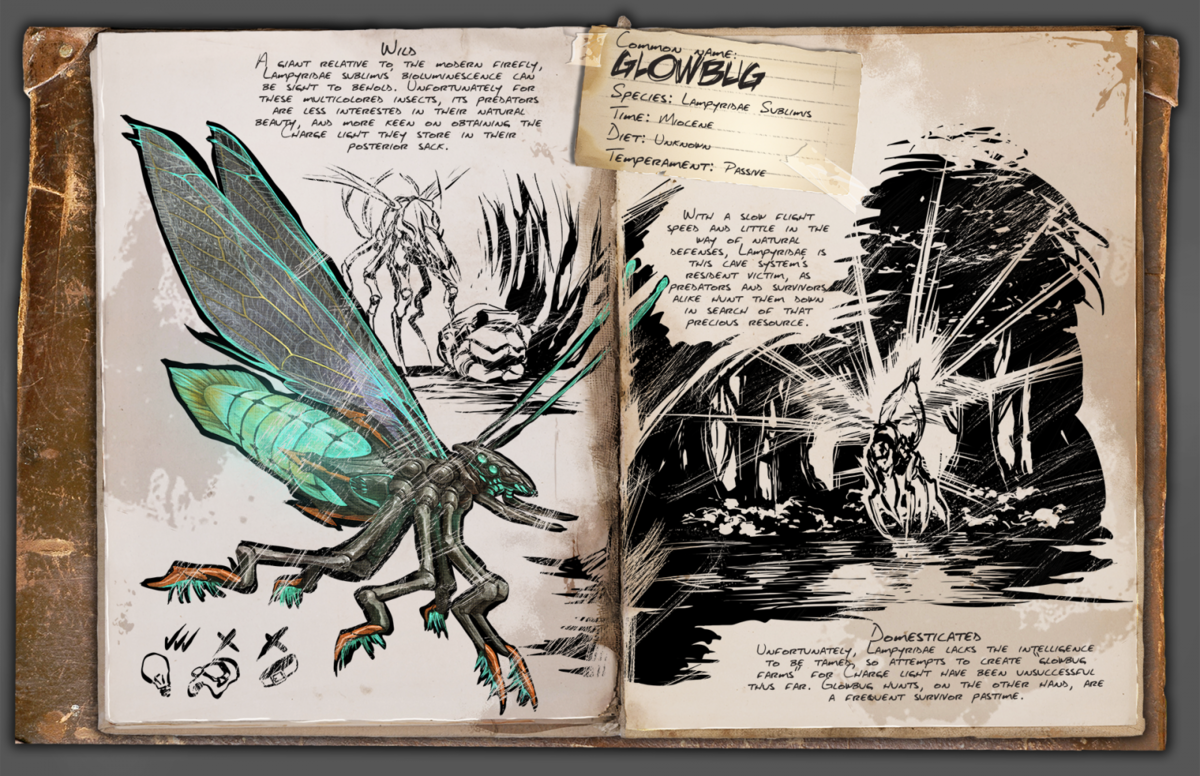 Wild
A giant relative to the modern firefly,
Lampyridae sublimis bioluminescence can
be sight to behold. Unfortunately for
these multicolored insects, its predators
are less interested in their natural
beauty, and more keen on obtaining the
Charge light they store in their
posterior sack.
Common name:
GLOWBUG
Species: Lampyridae Sublimis
Time: Miocene
Diet: Unknown
Temperament: Passive
With a slow flight
speed and little in the
way of natural
defenses, Lampyridae is
this cave system's
resident victim, as
predators and survivors
alike hunt them down
in search of that
precious resource.
Domesticated
Unfortunately, Lampyridae lacks the intelligence
to be tamed, so attempts to create "glowbug
farms" for Charge light have been unsuccessful
thus far. Glowbug hunts, on the other hand, are
a frequent survivor pastime.